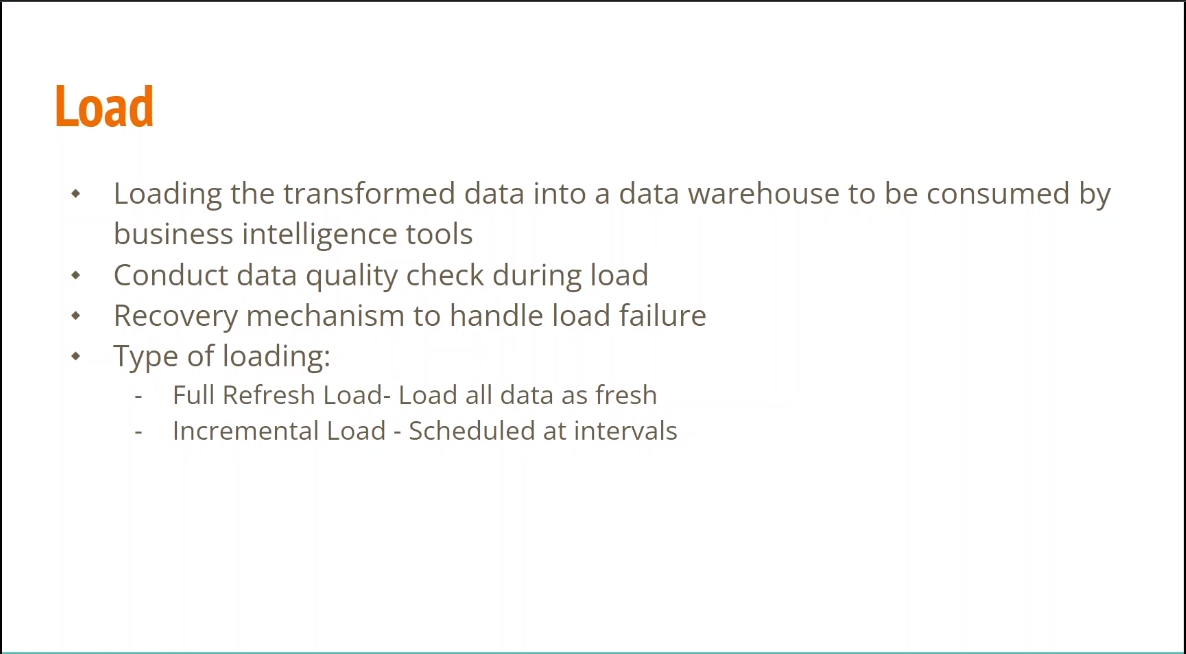 Load
Loading the transformed data into a data warehouse to be consumed by
business intelligence tools
Conduct data quality check during load
Recovery mechanism to handle load failure
Type of loading:
- Full Refresh Load- Load all data as fresh
- Incremental Load - Scheduled at intervals